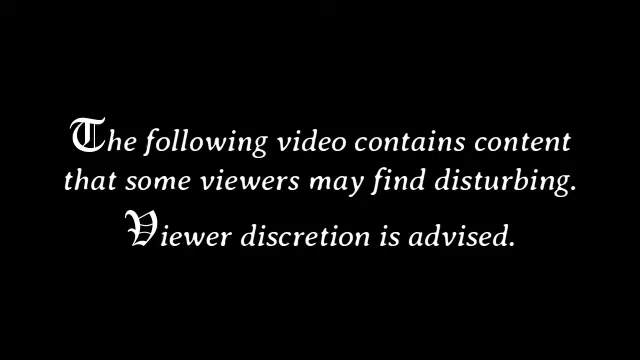 The following video contains content
that some viewers may find disturbing.
Viewer discretion is advised.